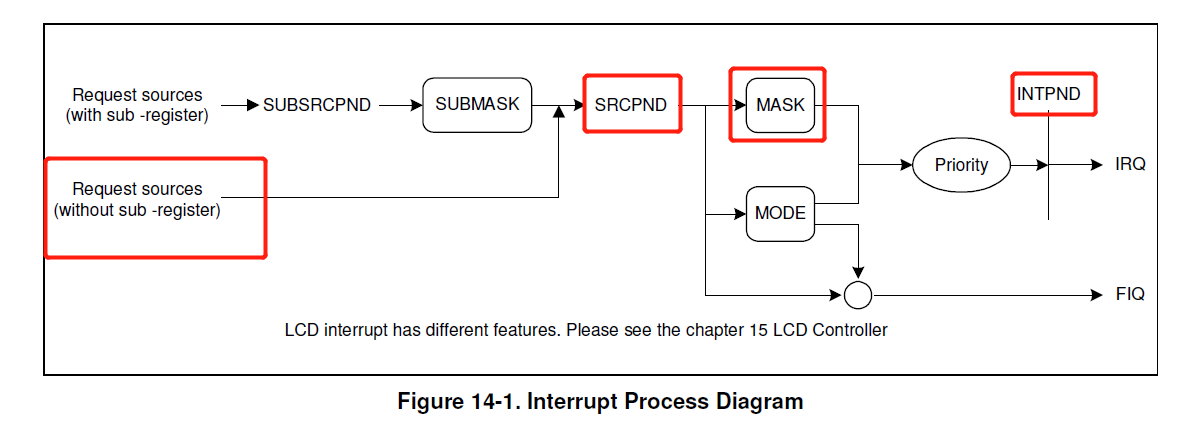 Request sources
(with sub -register)
SUBSRCPND
SUBMASK
SRCPND
MASK
INTPND
Request sources
(without sub -register)
MODE
Priority
IRQ
FIQ
LCD interrupt has different features. Please see the chapter 15 LCD Controller
Figure 14-1. Interrupt Process Diagram